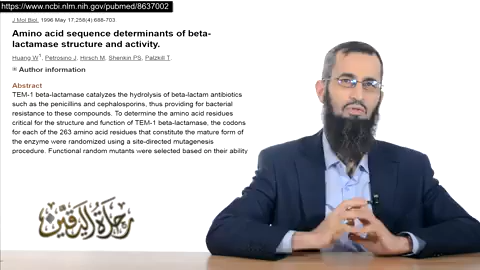 https://www.ncbi.nlm.nih.gov/pubmed/8637002
J Mol Biol. 1996 May 17;258(4):688-703
Amino acid sequence determinants of beta-
lactamase structure and activity.
Huang W¹, Petrosino J, Hirsch M, Shenkin PS, Palzkill T.
Author information
Abstract
TEM-1 beta-lactamase catalyzes the hydrolysis of beta-lactam antibiotics
such as the penicillins and cephalosporins, thus providing for bacterial
resistance to these compounds. To determine the amino acid residues
critical for the structure and function of TEM-1 beta-lactamase, the codons
for each of the 263 amino acid residues that constitute the mature form of
the enzyme were randomized using a site-directed mutagenesis
procedure. Functional random mutants were selected based on their ability
رحلة اليقين